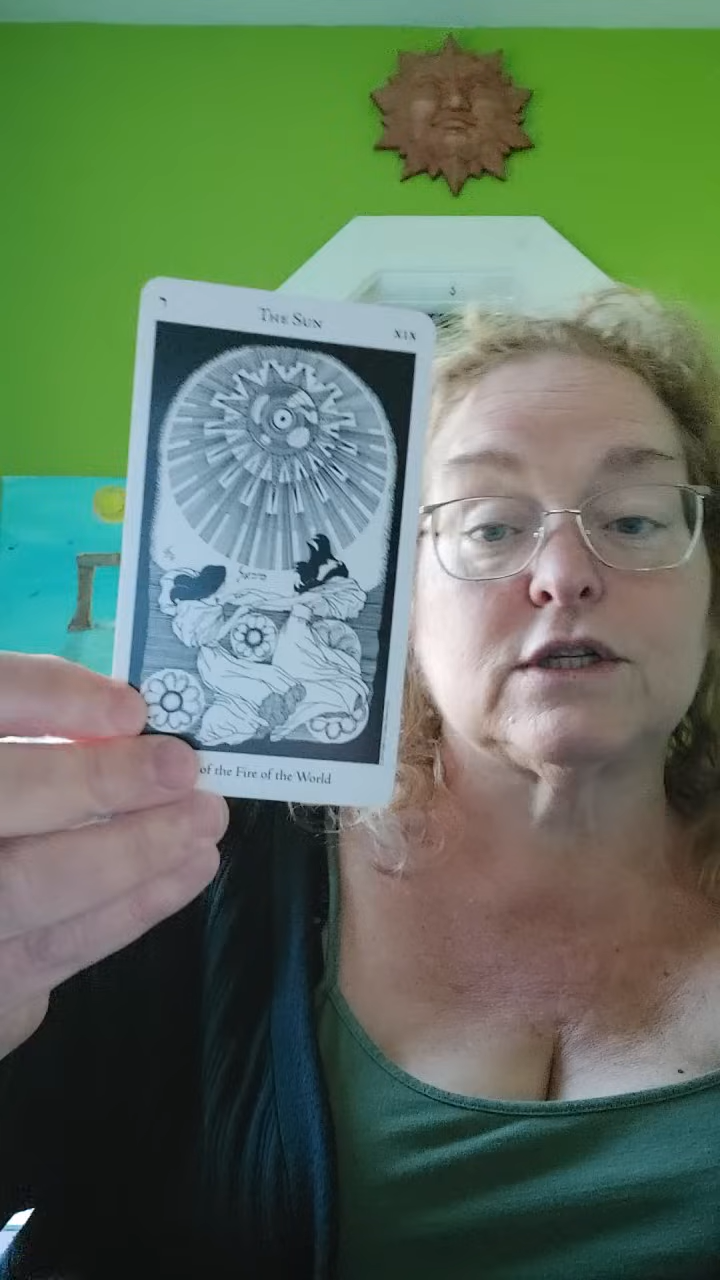 ר
THE SUN
XIX
of the Fire of the World